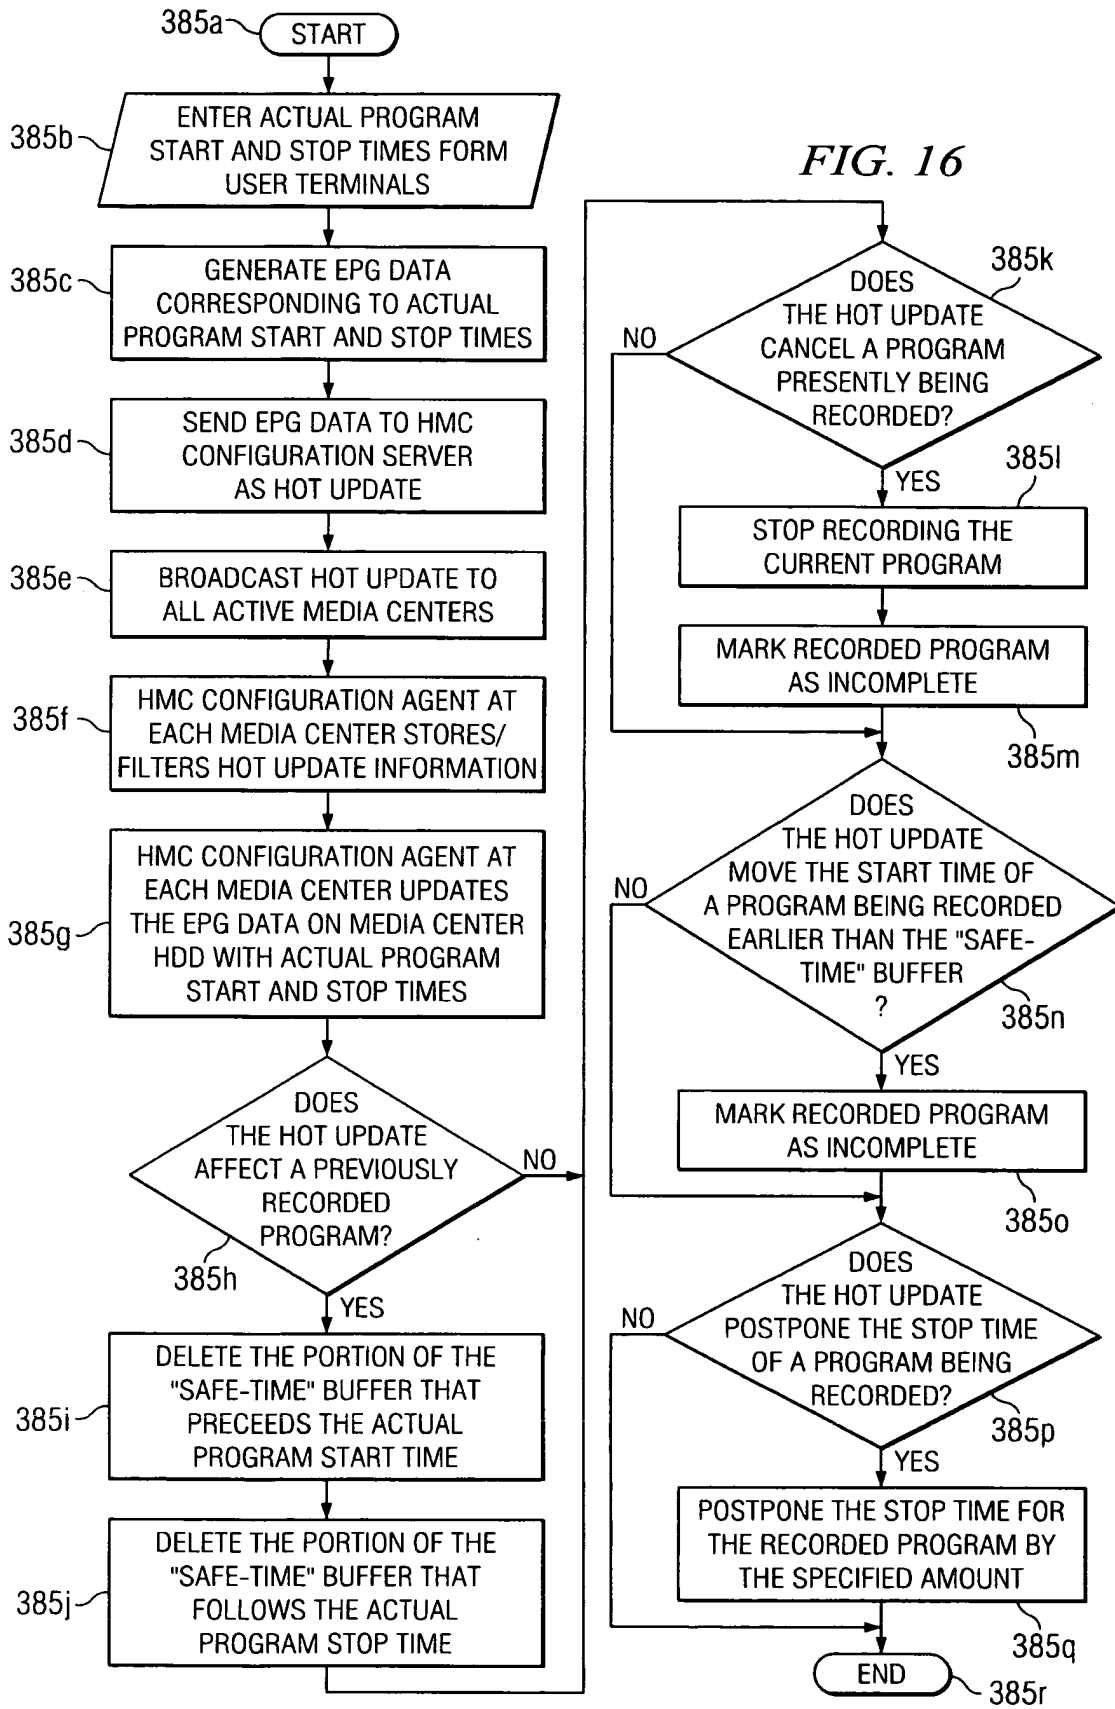 385a
START
385b
ENTER ACTUAL PROGRAM
START AND STOP TIMES FORM
USER TERMINALS
385c
GENERATE EPG DATA
CORRESPONDING TO ACTUAL
PROGRAM START AND STOP TIMES
385d
SEND EPG DATA TO HMC
CONFIGURATION SERVER
AS HOT UPDATE
385e
BROADCAST HOT UPDATE TO
ALL ACTIVE MEDIA CENTERS
385f
HMC CONFIGURATION AGENT AT
EACH MEDIA CENTER STORES/
FILTERS HOT UPDATE INFORMATION
385g
HMC CONFIGURATION AGENT AT
EACH MEDIA CENTER UPDATES
THE EPG DATA ON MEDIA CENTER
HDD WITH ACTUAL PROGRAM
START AND STOP TIMES
DOES
THE HOT UPDATE
AFFECT A PREVIOUSLY
RECORDED
PROGRAM?
NO
385h
YES
385i
DELETE THE PORTION OF THE
"SAFE-TIME" BUFFER THAT
PRECEEDS THE ACTUAL
PROGRAM START TIME
385j
DELETE THE PORTION OF THE
"SAFE-TIME" BUFFER THAT
FOLLOWS THE ACTUAL
PROGRAM STOP TIME
FIG. 16
385k
DOES
THE HOT UPDATE
CANCEL A PROGRAM
PRESENTLY BEING
RECORDED?
NO
YES
385l
STOP RECORDING THE
CURRENT PROGRAM
MARK RECORDED PROGRAM
AS INCOMPLETE
385m
DOES
THE HOT UPDATE
MOVE THE START TIME OF
A PROGRAM BEING RECORDED
EARLIER THAN THE "SAFE-
TIME" BUFFER
?
NO
385n
YES
MARK RECORDED PROGRAM
AS INCOMPLETE
385o
DOES
THE HOT UPDATE
POSTPONE THE STOP TIME
OF A PROGRAM BEING
RECORDED?
NO
385p
YES
POSTPONE THE STOP TIME FOR
THE RECORDED PROGRAM BY
THE SPECIFIED AMOUNT
385q
END
385r